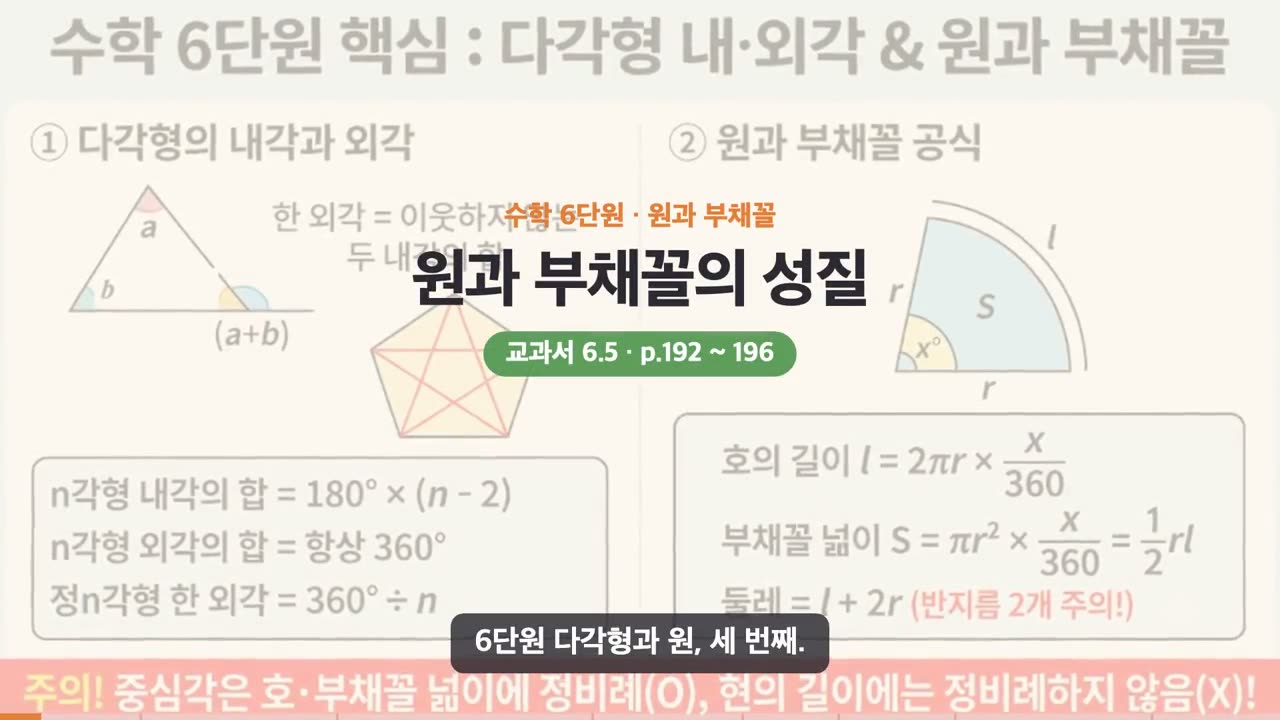 수학 6단원 핵심 : 다각형 내·외각 & 원과 부채꼴
① 다각형의 내각과 외각
a
b
(a+b)
한 외각 = 이웃하지 않는
두 내각의 합
n각형 내각의 합 = 180° × (n - 2)
n각형 외각의 합 = 항상 360°
정n각형 한 외각 = 360° ÷ n
② 원과 부채꼴 공식
l
r
S
x°
r
호의 길이 l = 2πr × x/360
부채꼴 넓이 S = πr² × x/360 = 1/2 rl
둘레 = l + 2r (반지름 2개 주의!)
수학 6단원 · 원과 부채꼴
원과 부채꼴의 성질
교과서 6.5 · p.192 ~ 196
6단원 다각형과 원, 세 번째.
주의! 중심각은 호·부채꼴 넓이에 정비례(O), 현의 길이에는 정비례하지 않음(X)!